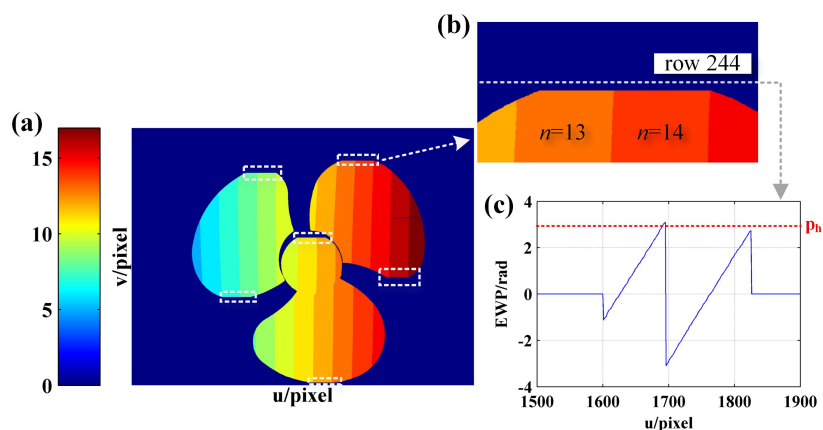 (b)
row 244
n=13
n=14
(a)
15
10
5
0
v/pixel
u/pixel
(c)
EWP/rad
4
2
0
-2
-4
p_h
1500
1600
1700
1800
1900
u/pixel